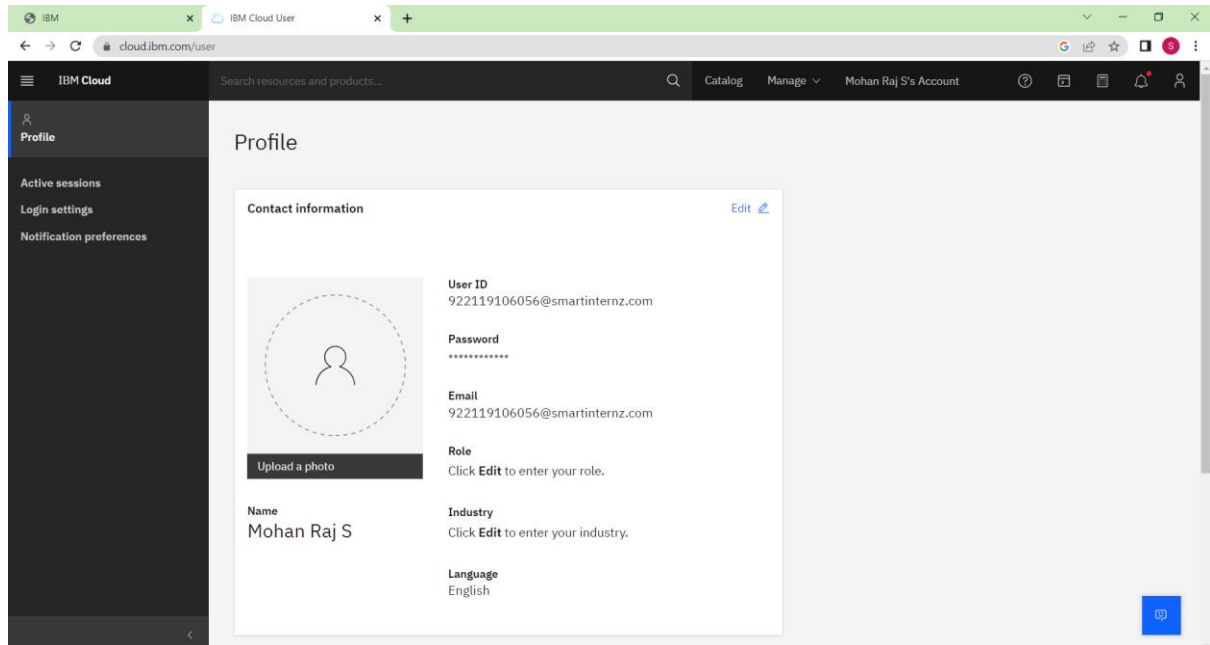 IBM
IBM Cloud User
cloud.ibm.com/user
IBM Cloud
Search resources and products...
Catalog
Manage
Mohan Raj S's Account
Profile
Active sessions
Login settings
Notification preferences
Profile
Contact information
Edit
Upload a photo
Name
Mohan Raj S
User ID
922119106056@smartinternz.com
Password
************
Email
922119106056@smartinternz.com
Role
Click Edit to enter your role.
Industry
Click Edit to enter your industry.
Language
English